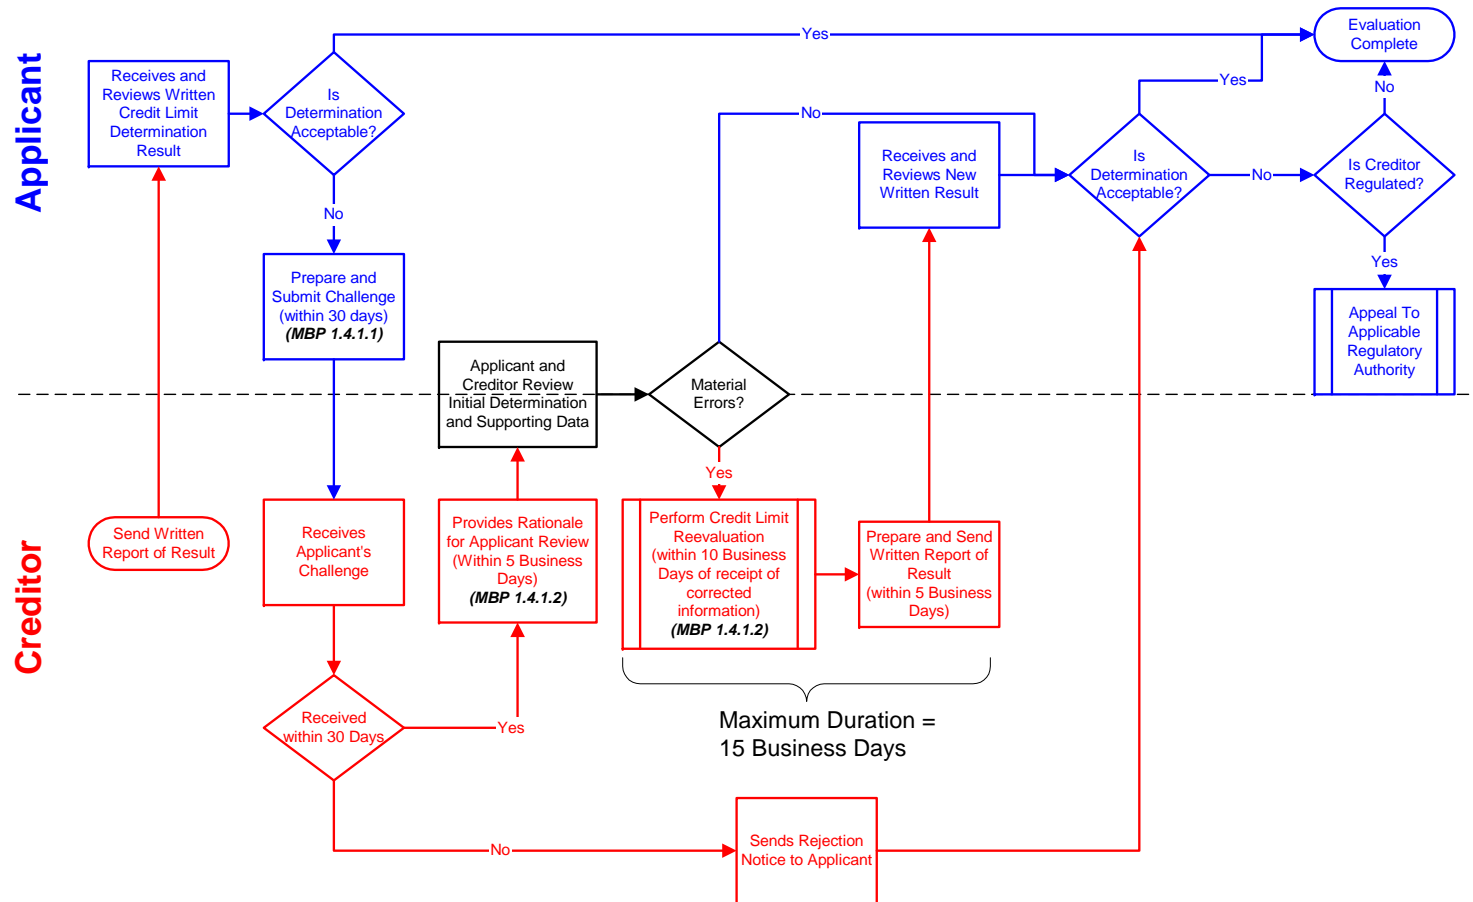 Applicant
Creditor
Yes
Evaluation
Complete
Receives and
Reviews Written
Credit Limit
Determination
Result
Is
Determination
Acceptable?
No
Yes
No
Receives and
Reviews New
Written Result
Is
Determination
Acceptable?
No
Is Creditor
Regulated?
No
Yes
Prepare and
Submit Challenge
(within 30 days)
(MBP 1.4.1.1)
Appeal To
Applicable
Regulatory
Authority
Applicant and
Creditor Review
Initial Determination
and Supporting Data
Material
Errors?
Yes
Send Written
Report of Result
Receives
Applicant's
Challenge
Provides Rationale
for Applicant Review
(Within 5 Business
Days)
(MBP 1.4.1.2)
Perform Credit Limit
Reevaluation
(within 10 Business
Days of receipt of
corrected
information)
(MBP 1.4.1.2)
Prepare and Send
Written Report of
Result
(within 5 Business
Days)
Received
within 30 Days
Yes
Maximum Duration =
15 Business Days
No
Sends Rejection
Notice to Applicant